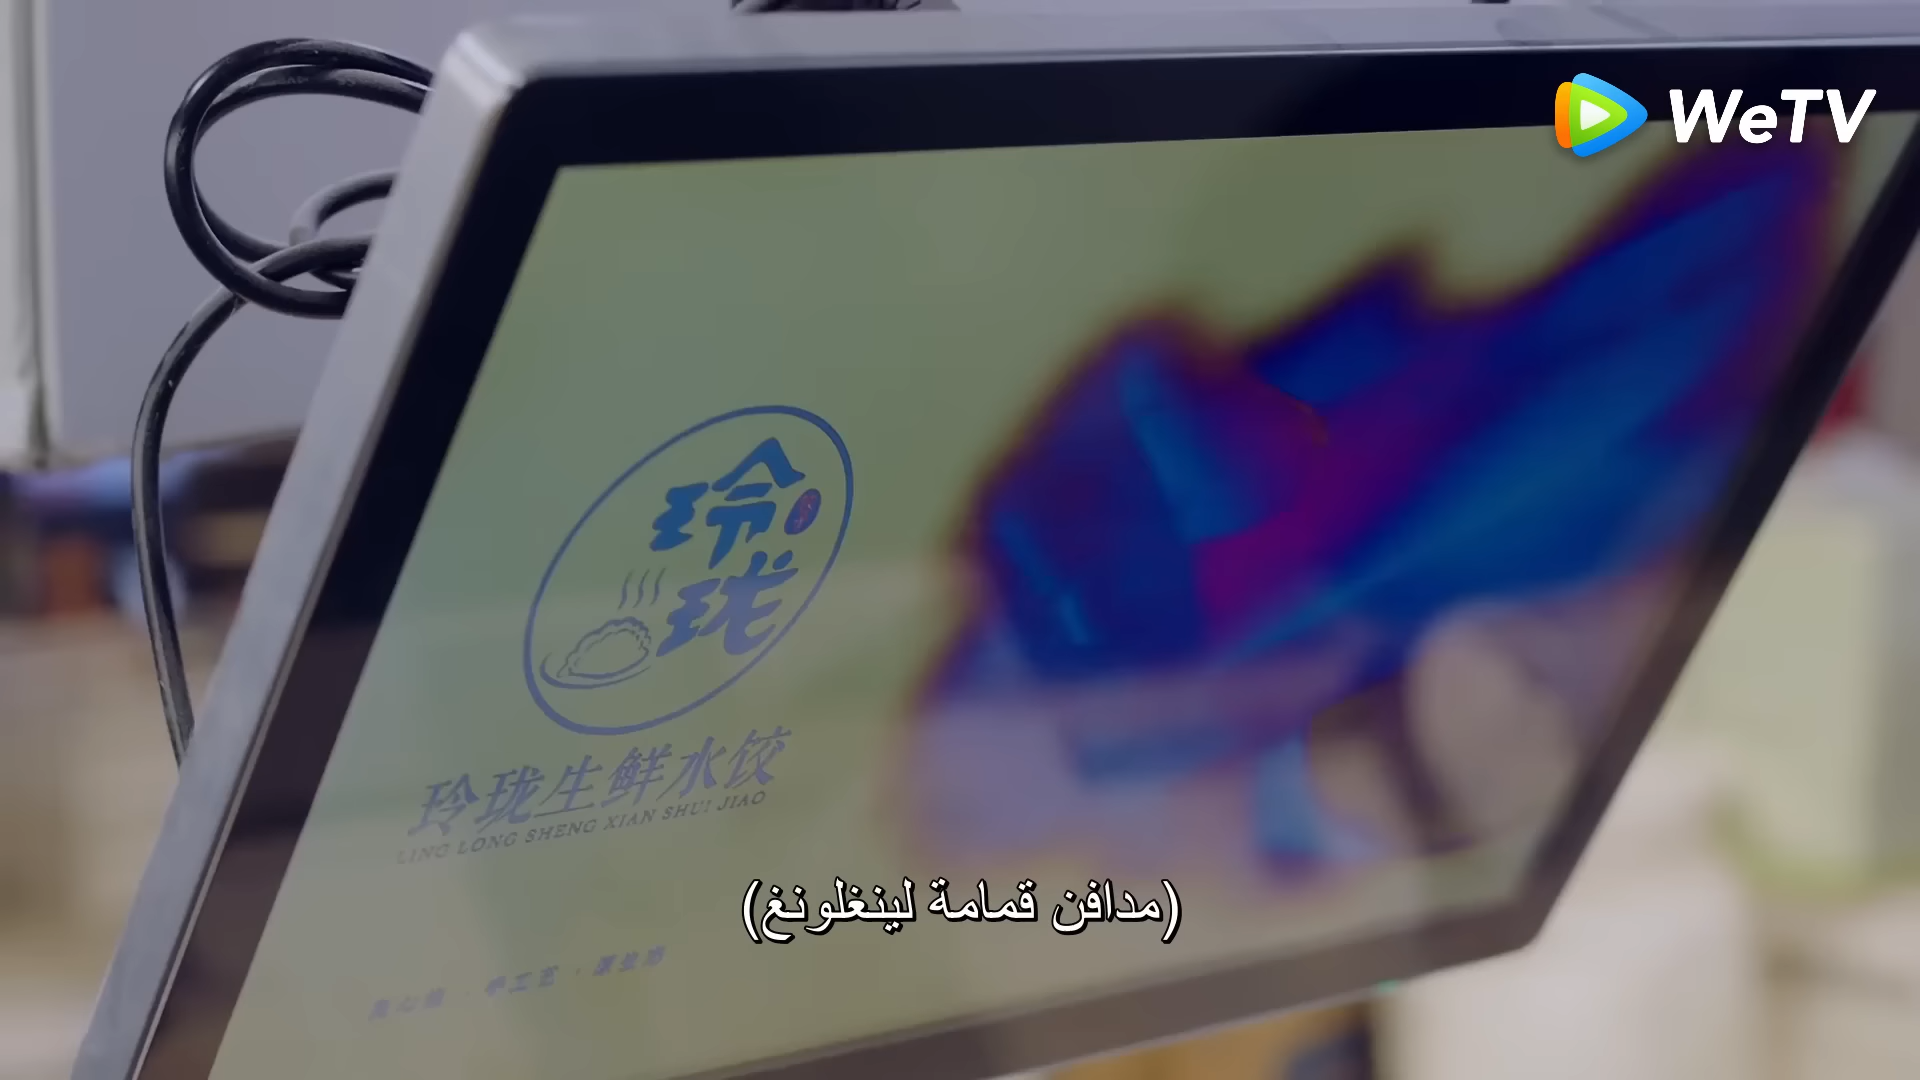 WeTV
玲
珑
玲珑生鲜水饺
LING LONG SHENG XIAN SHUI JIAO
(مدافن قمامة لينغلونغ)